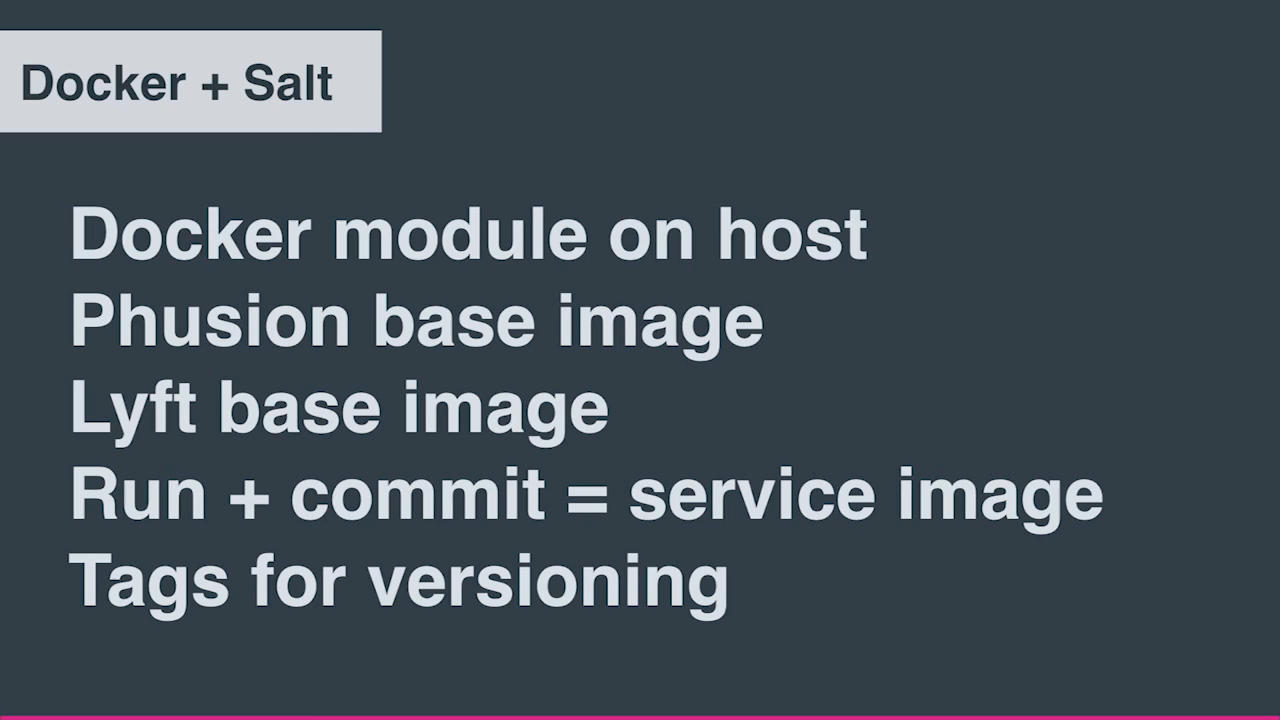 Docker + Salt
Docker module on host
Phusion base image
Lyft base image
Run + commit = service image
Tags for versioning